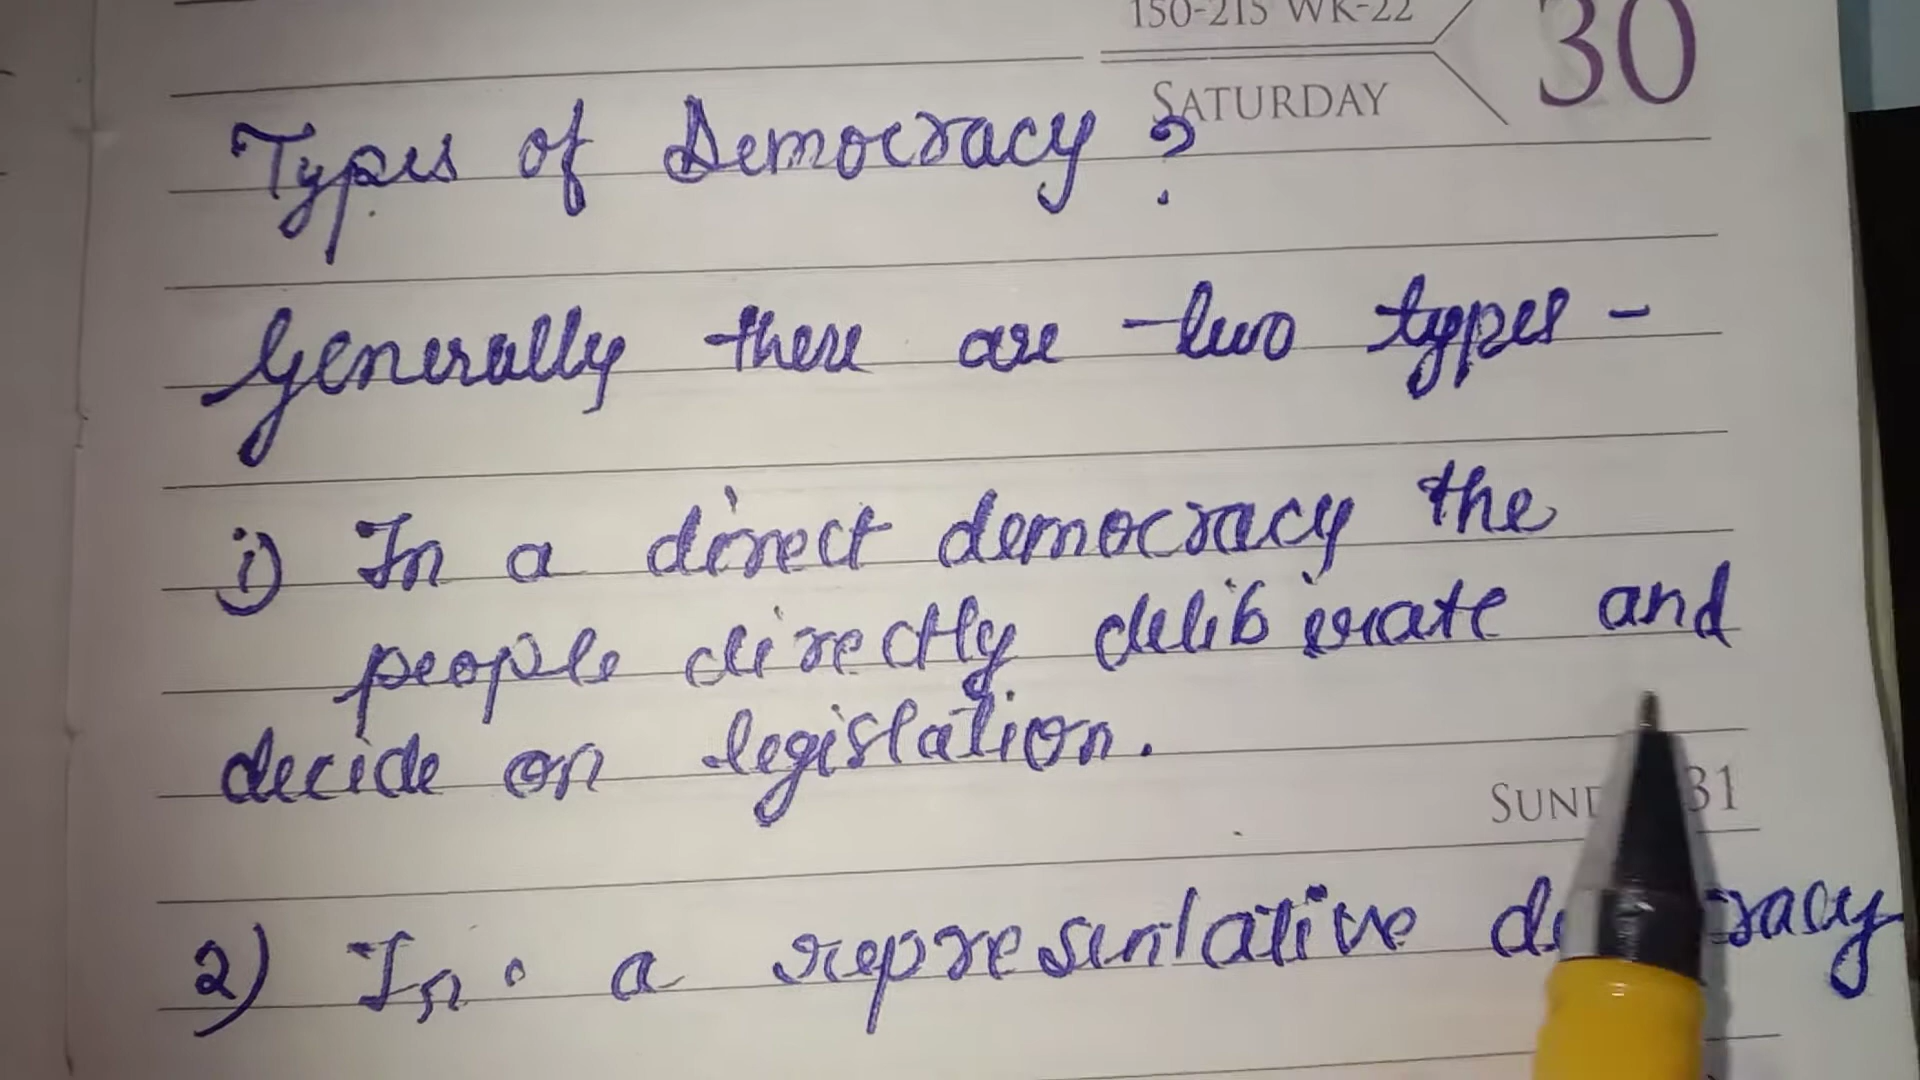 150-215 WK-22
SATURDAY 30
Types of Democracy ?
Generally there are two types -
i) In a direct democracy the
people directly deliberate and
decide on legislation.
31
2) In a representative